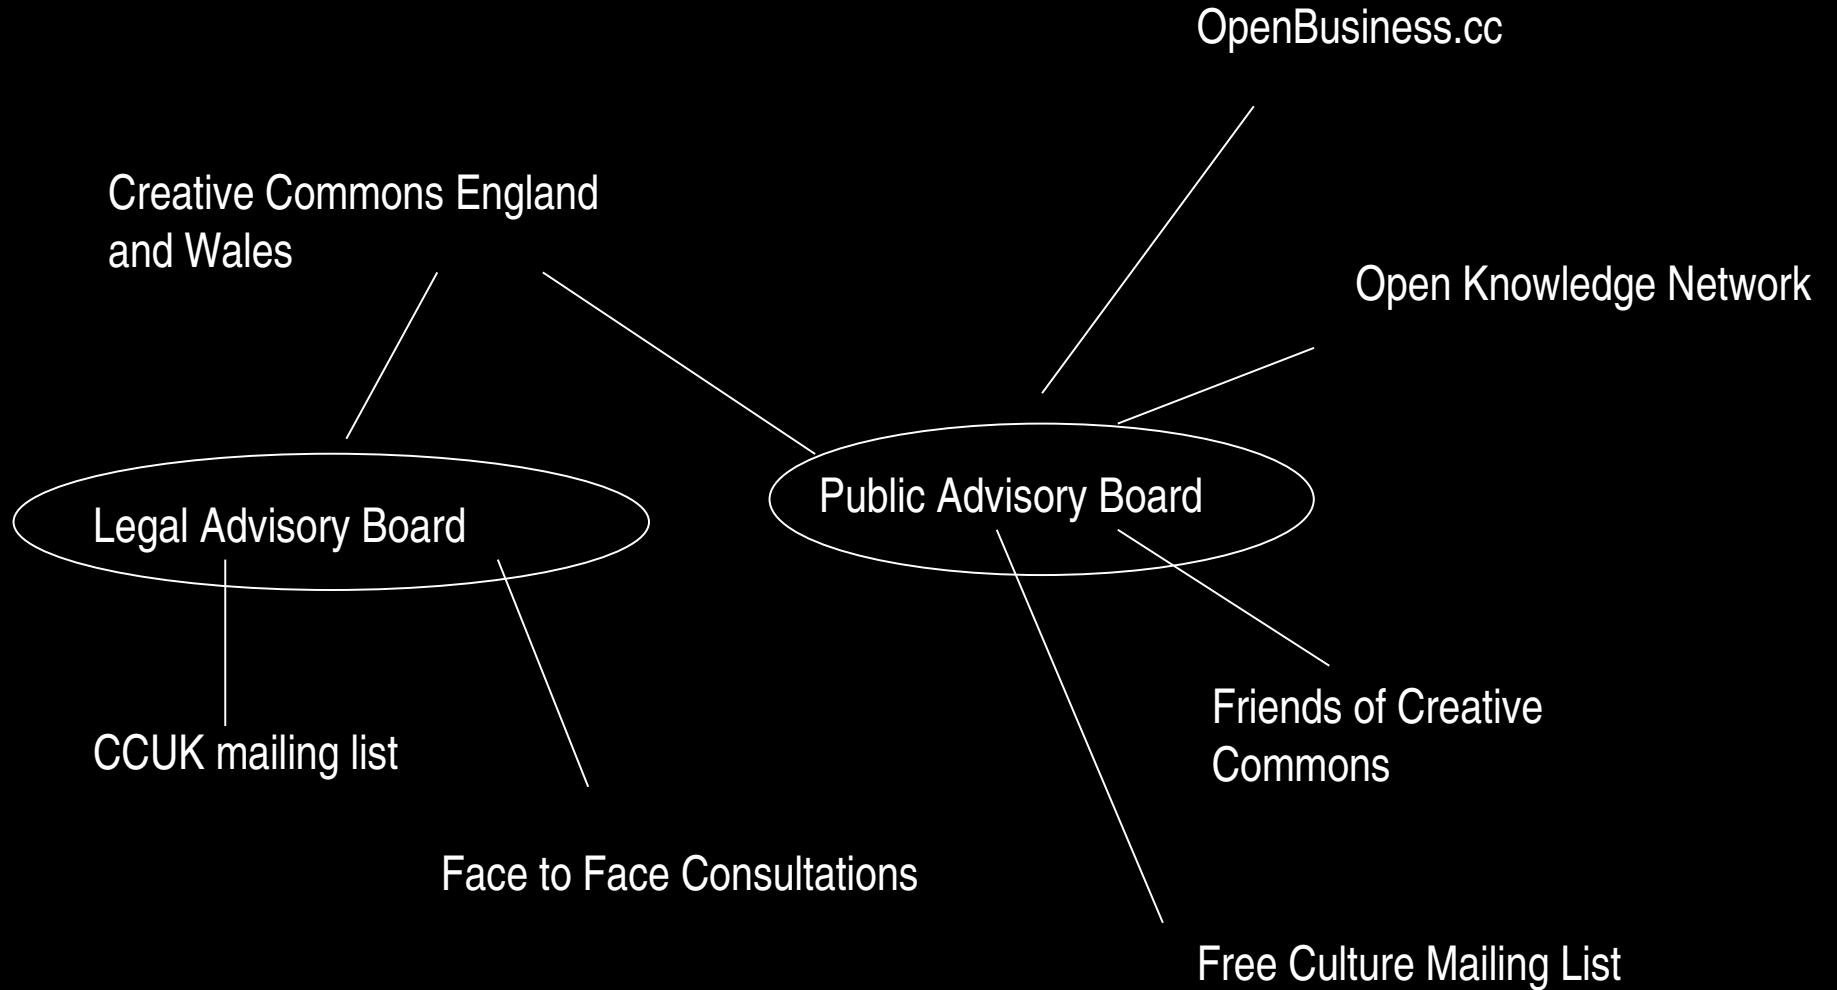 OpenBusiness.cc
Creative Commons England
and Wales
Open Knowledge Network
Public Advisory Board
Legal Advisory Board
Friends of Creative
Commons
CCUK mailing list
Face to Face Consultations
Free Culture Mailing List